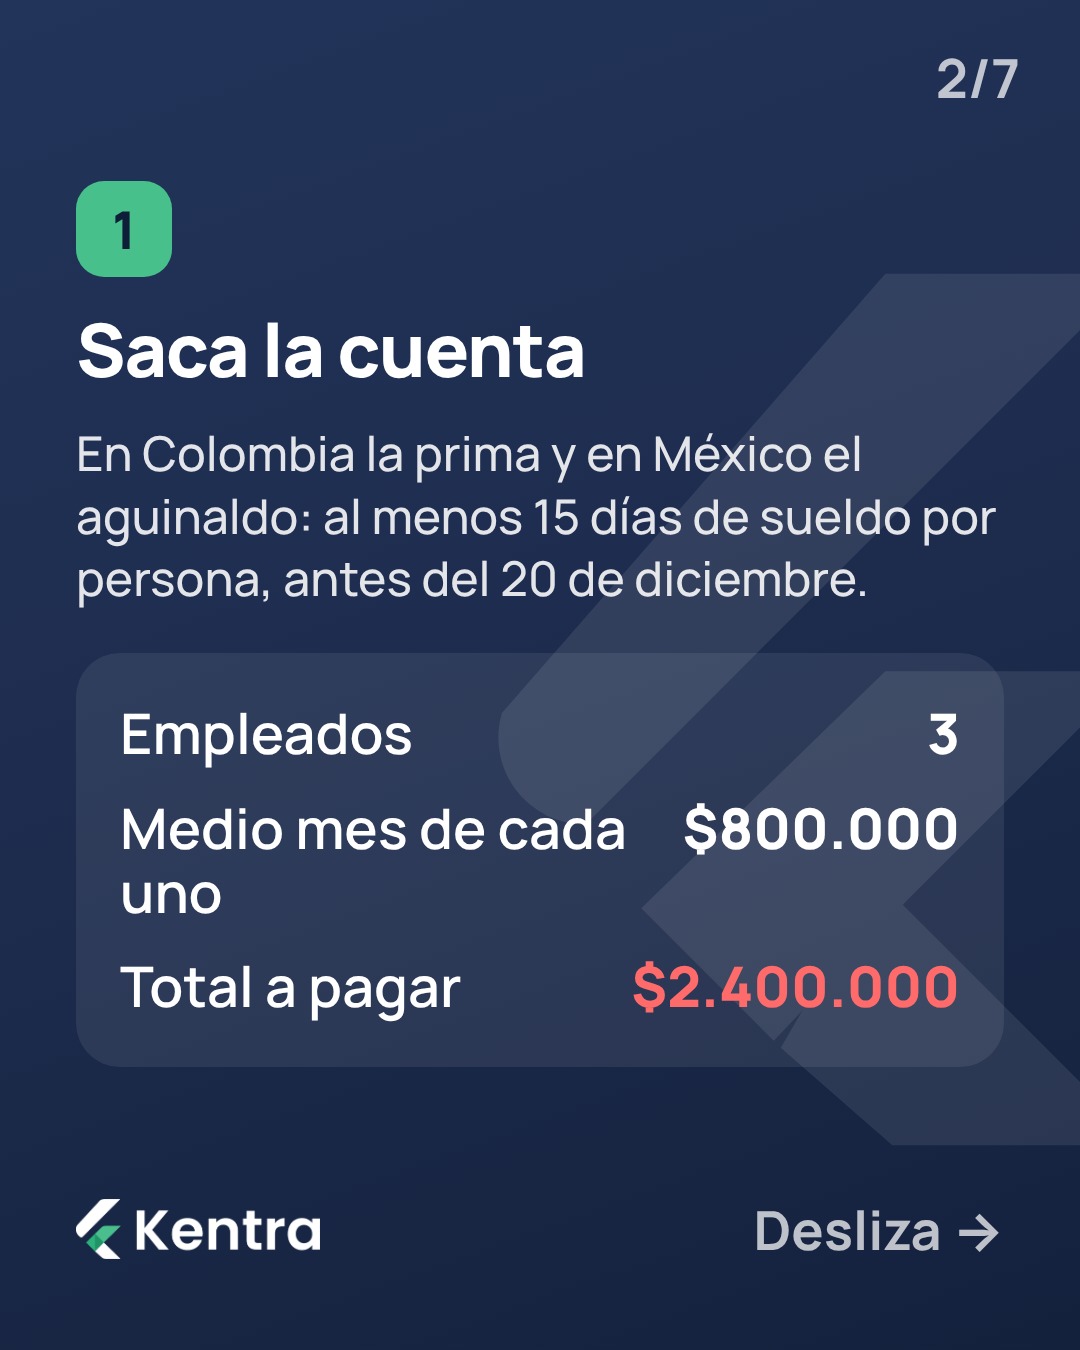 2/7
1
Saca la cuenta
En Colombia la prima y en México el
aguinaldo: al menos 15 días de sueldo por
persona, antes del 20 de diciembre.
Empleados 3
Medio mes de cada $800.000
uno
Total a pagar $2.400.000
Kentra Desliza →